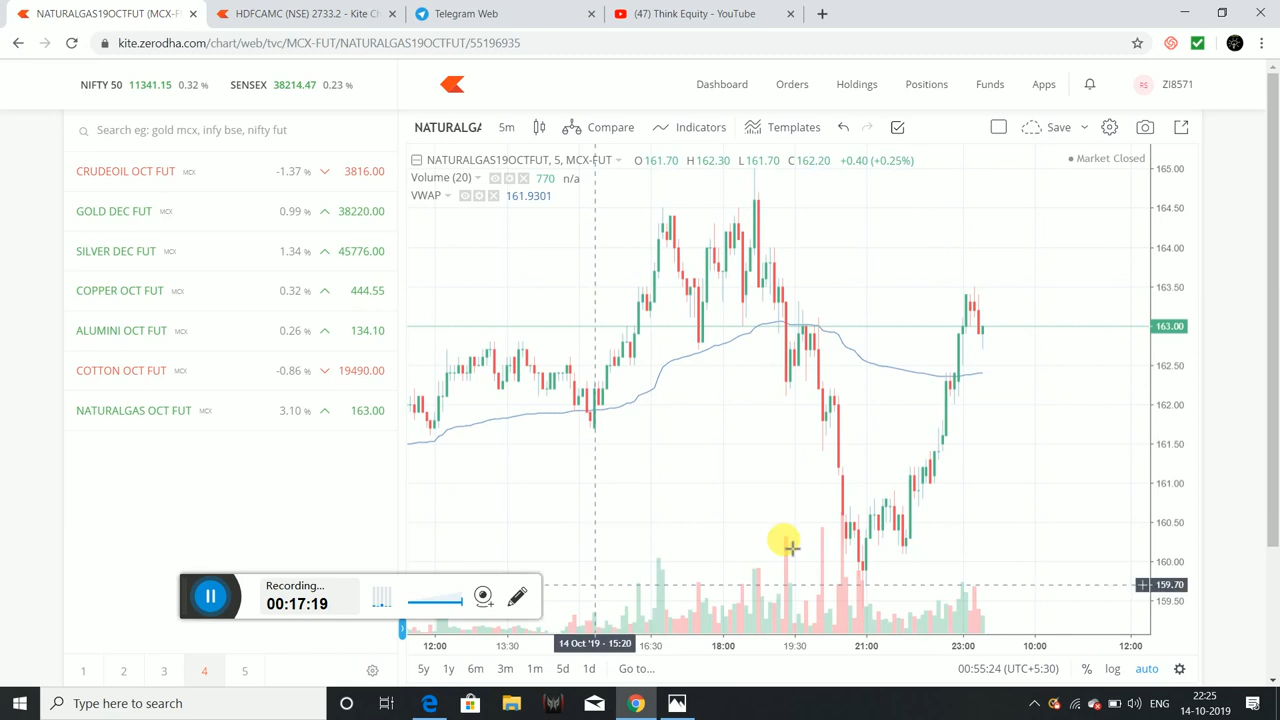 NATURALGAS19OCTFUT (MCX-F
HDFCAMC (NSE) 2733.2 - Kite C
Telegram Web
(47) Think Equity - YouTube
kite.zerodha.com/chart/web/tvc/MCX-FUT/NATURALGAS19OCTFUT/55196935
NIFTY 50 11341.15 0.32 % SENSEX 38214.47 0.23 %
Dashboard Orders Holdings Positions Funds Apps RS ZI8571
Search eg: gold mcx, infy bse, nifty fut
NATURALGA 5m Compare Indicators Templates Save
CRUDEOIL OCT FUT MCX -1.37 % 3816.00
GOLD DEC FUT MCX 0.99 % 38220.00
SILVER DEC FUT MCX 1.34 % 45776.00
COPPER OCT FUT MCX 0.32 % 444.55
ALUMINI OCT FUT MCX 0.26 % 134.10
COTTON OCT FUT MCX -0.86 % 19490.00
NATURALGAS OCT FUT MCX 3.10 % 163.00
NATURALGAS19OCTFUT, 5, MCX-FUT O 161.70 H 162.30 L 161.70 C 162.20 +0.40 (+0.25%)
Market Closed
Volume (20) 770 n/a
VWAP 161.9301
165.00
164.50
164.00
163.50
163.00
162.50
162.00
161.50
161.00
160.50
160.00
159.70
159.50
Recording...
00:17:19
12:00 13:30 14 Oct '19 - 15:20 16:30 18:00 19:30 21:00 23:00 10:00 12:00
1 2 3 4 5
5y 1y 6m 3m 1m 5d 1d Go to... 00:55:24 (UTC+5:30) % log auto
Type here to search
ENG
22:25
14-10-2019